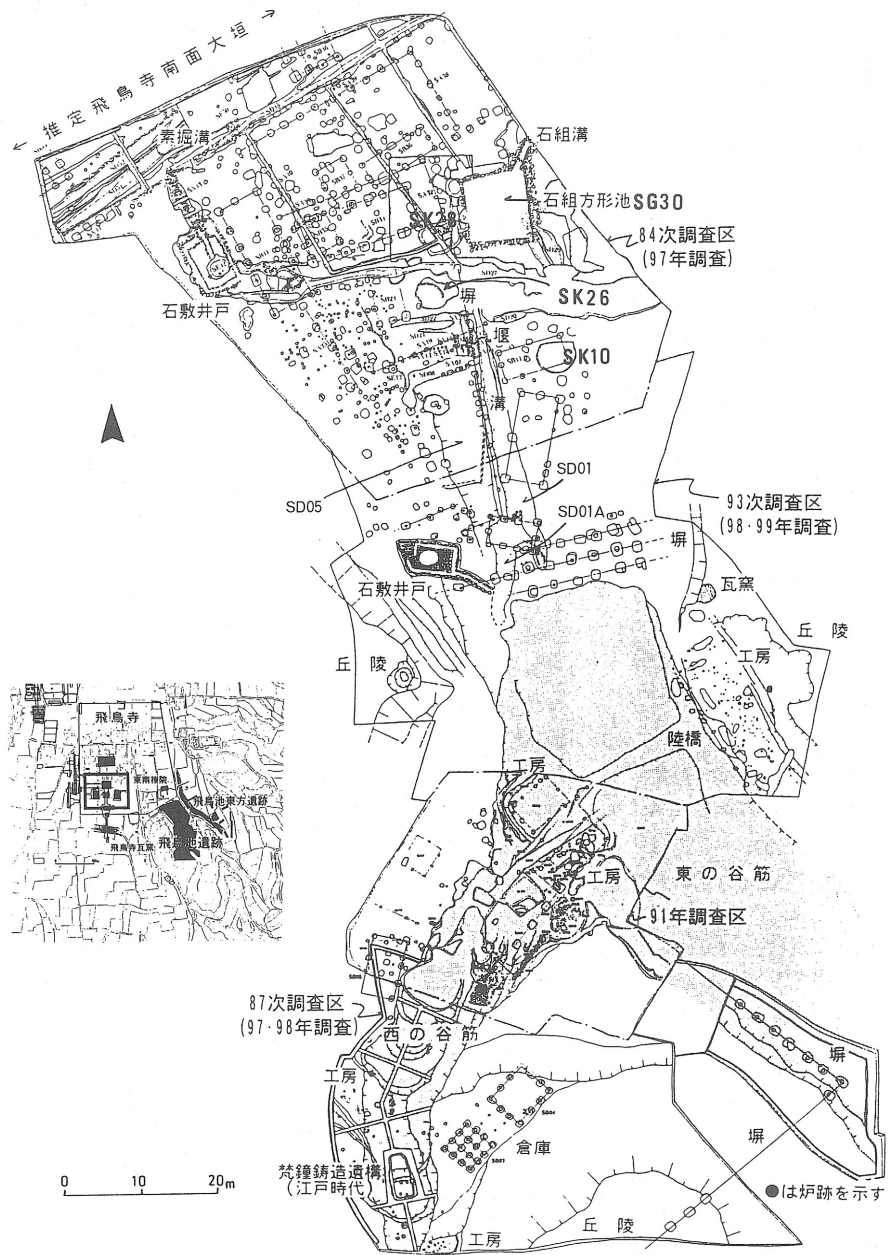 ← 推定飛鳥寺南面大垣 →
素掘溝
石組溝
石組方形池SG30
SK28
84次調査区
(97年調査)
石敷井戸
塀
SK26
堰
SK10
溝
SD05
SD01
SD01A
93次調査区
(98・99年調査)
塀
石敷井戸
瓦窯
丘陵
丘陵
工房
陸橋
飛鳥寺
東南禅院
飛鳥池東方遺跡
飛鳥寺瓦窯
飛鳥池遺跡
工房
工房
東の谷筋
91年調査区
87次調査区
(97・98年調査)
西の谷筋
工房
塀
塀
倉庫
梵鐘鋳造遺構
(江戸時代
0 10 20m
●は炉跡を示す
丘陵
工房